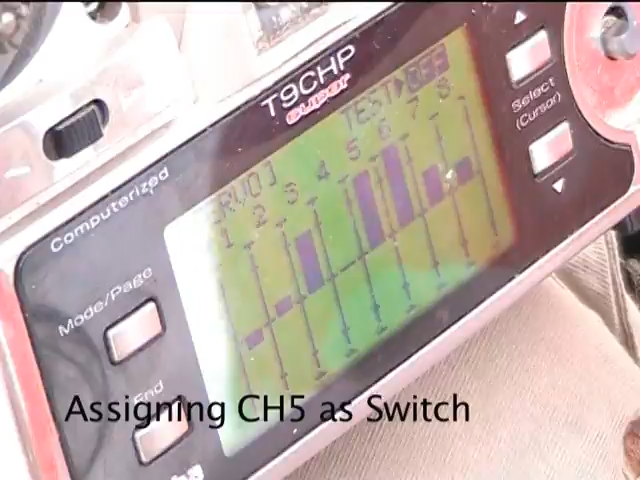 T9CHP
super
Select
(Cursor)
TEST▶OFF
1 2 3 4 5 6 7 8
Computerized
Mode/Page
End
Assigning CH5 as Switch